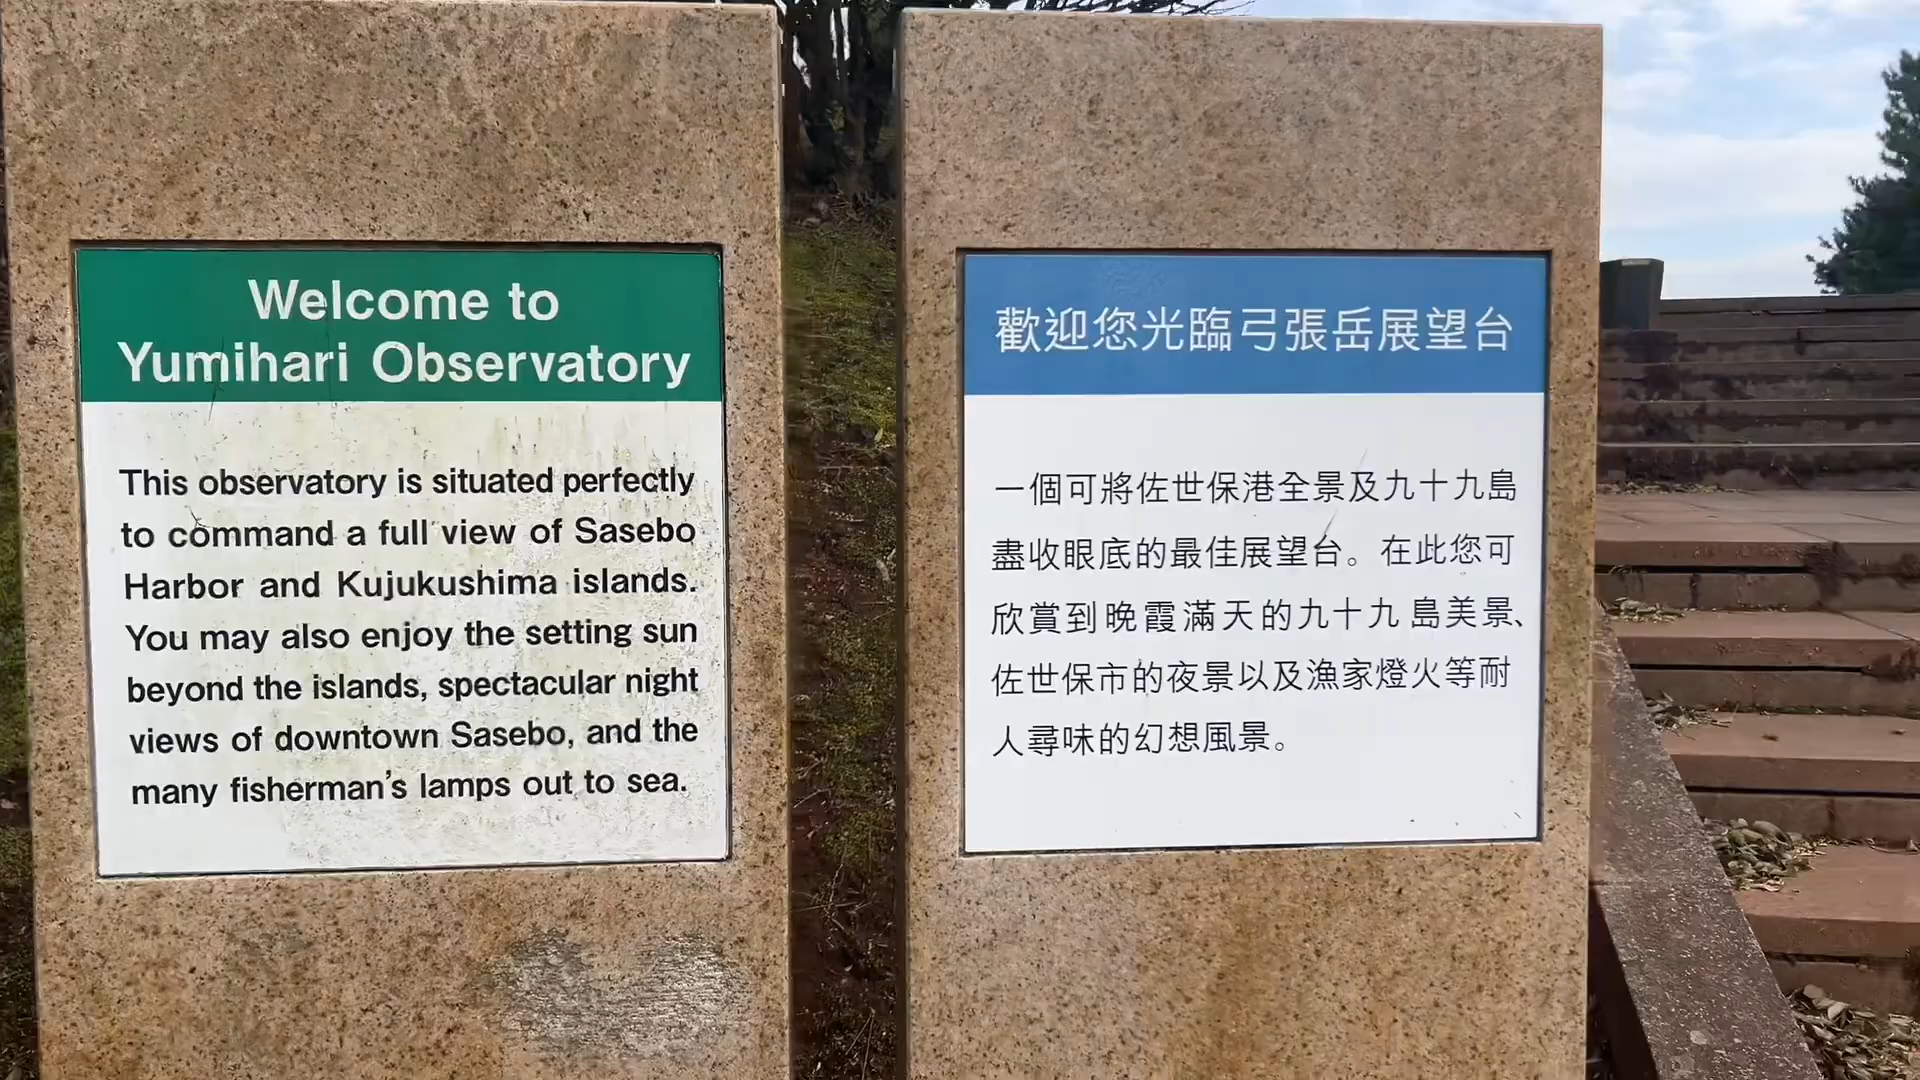 Welcome to
Yumihari Observatory
This observatory is situated perfectly
to command a full view of Sasebo
Harbor and Kujukushima islands.
You may also enjoy the setting sun
beyond the islands, spectacular night
views of downtown Sasebo, and the
many fisherman's lamps out to sea.
歡迎您光臨弓張岳展望台
一個可將佐世保港全景及九十九島
盡收眼底的最佳展望台。在此您可
欣賞到晚霞滿天的九十九島美景、
佐世保市的夜景以及漁家燈火等耐
人尋味的幻想風景。